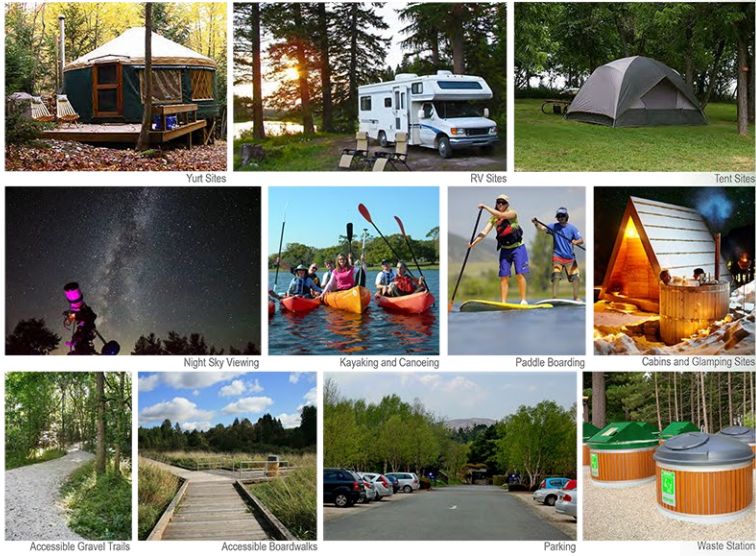 Yurt Sites
RV Sites
Tent Sites
Night Sky Viewing
Kayaking and Canoeing
Paddle Boarding
Cabins and Glamping Sites
Accessible Gravel Trails
Accessible Boardwalks
Parking
Waste Station